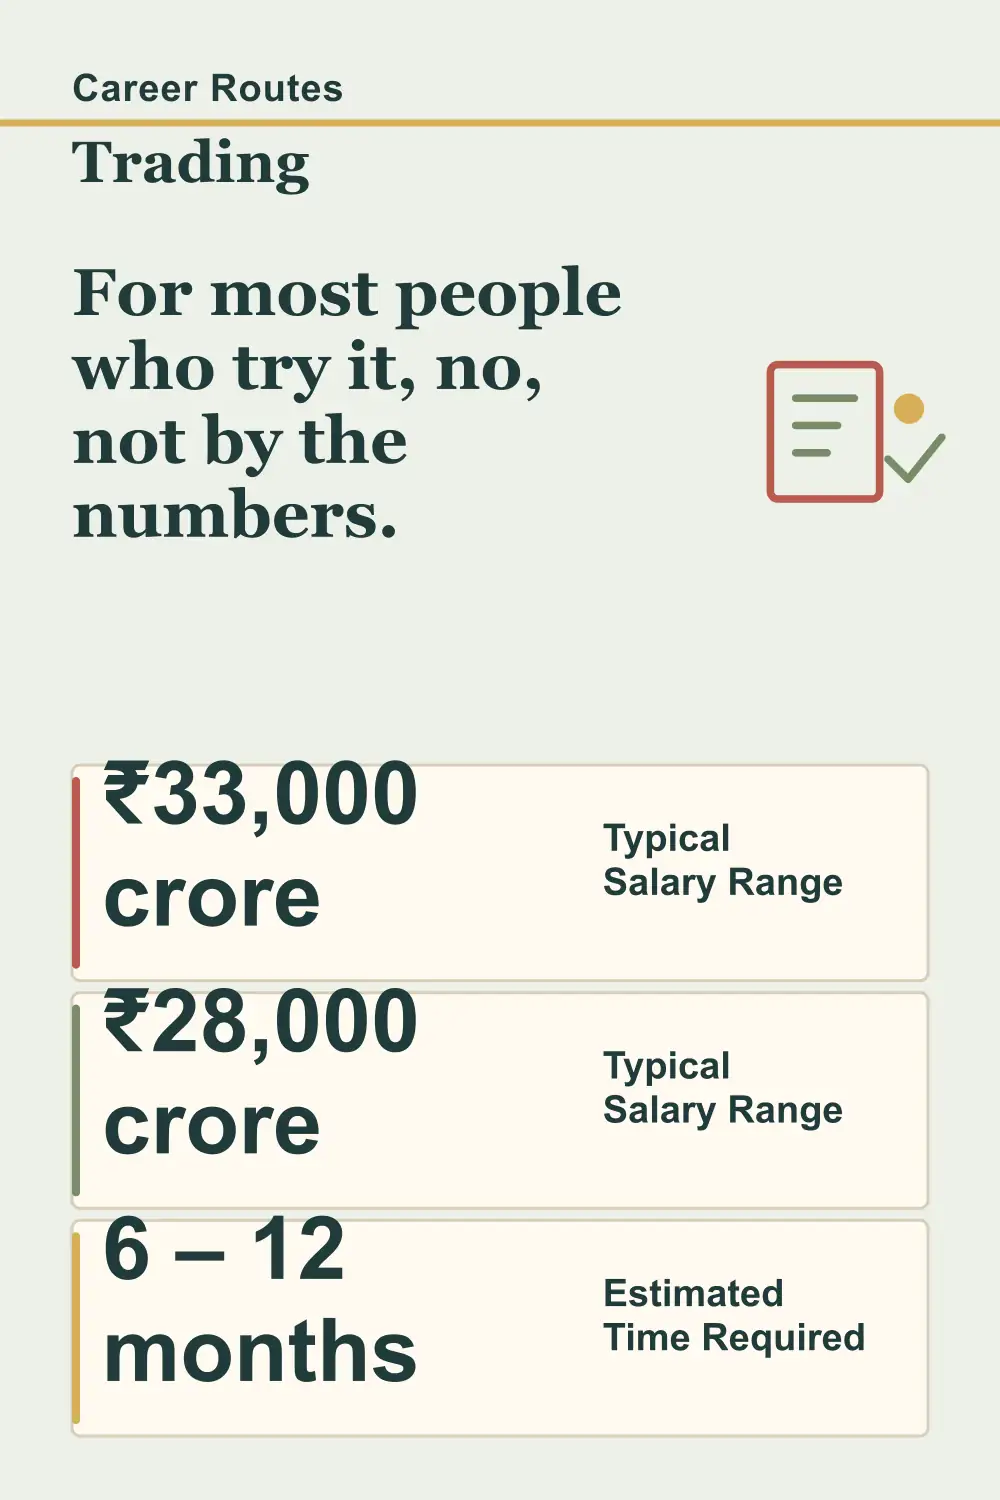 Career Routes
Trading
For most people
who try it, no,
not by the
numbers.
₹33,000
crore
Typical
Salary Range
₹28,000
crore
Typical
Salary Range
6 – 12
months
Estimated
Time Required